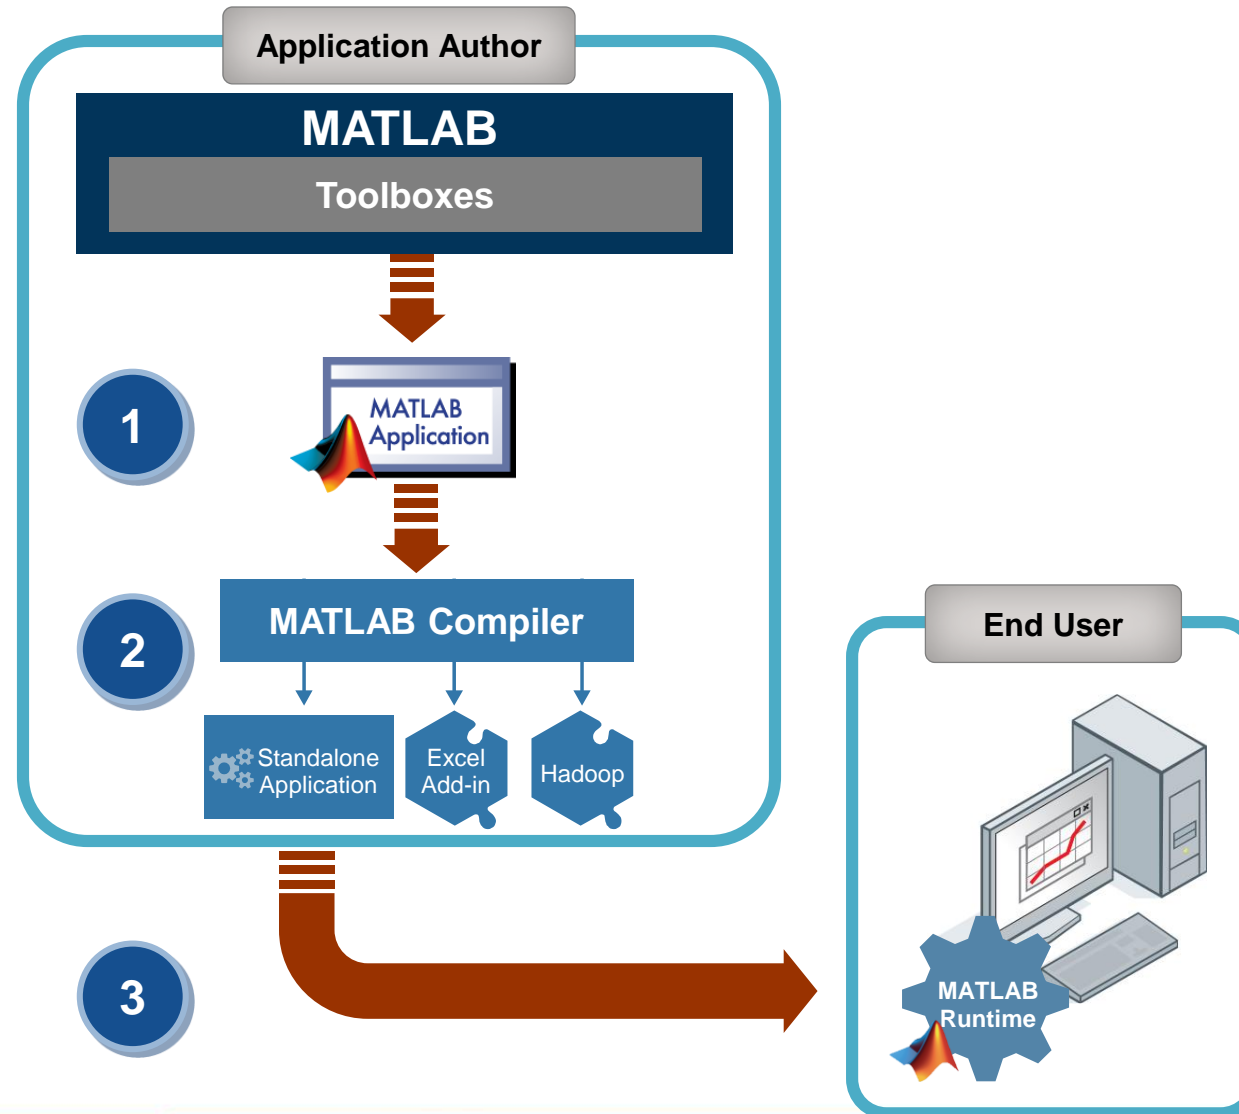 Application Author
MATLAB
Toolboxes
1
MATLAB
Application
2
MATLAB Compiler
Standalone
Application
Excel
Add-in
Hadoop
3
End User
MATLAB
Runtime